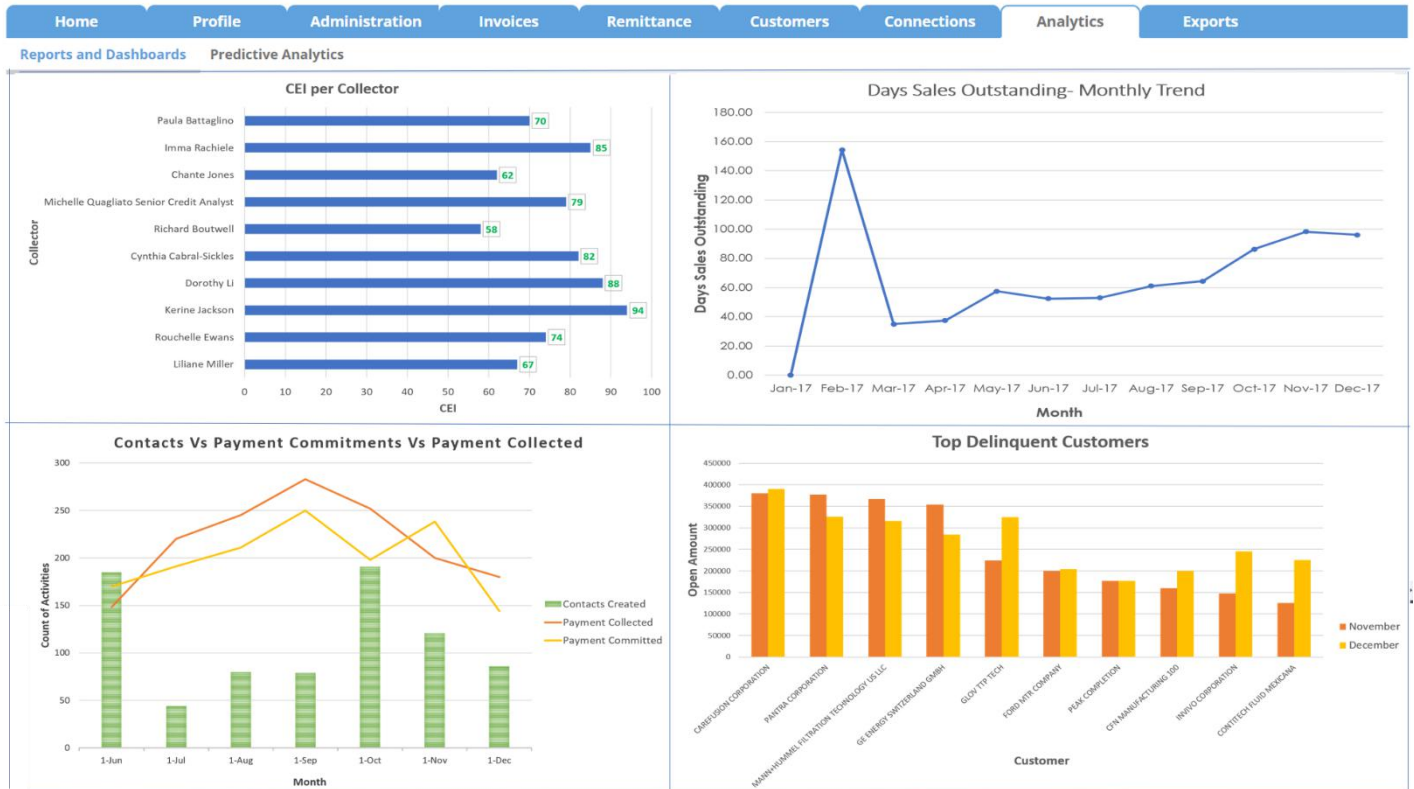 Home Profile Administration Invoices Remittance Customers Connections Analytics Exports
Reports and Dashboards Predictive Analytics
CEI per Collector
Collector
Paula Battaglino 70
Imma Rachiele 85
Chante Jones 62
Michelle Quagliato Senior Credit Analyst 79
Richard Boutwell 58
Cynthia Cabral-Sickles 82
Dorothy Li 88
Kerine Jackson 94
Rouchelle Ewans 74
Liliane Miller 67
0 10 20 30 40 50 60 70 80 90 100
CEI
Days Sales Outstanding- Monthly Trend
Days Sales Outstanding
180.00
160.00
140.00
120.00
100.00
80.00
60.00
40.00
20.00
0.00
Jan-17 Feb-17 Mar-17 Apr-17 May-17 Jun-17 Jul-17 Aug-17 Sep-17 Oct-17 Nov-17 Dec-17
Month
Contacts Vs Payment Commitments Vs Payment Collected
Count of Activities
300
250
200
150
100
50
0
1-Jun 1-Jul 1-Aug 1-Sep 1-Oct 1-Nov 1-Dec
Month
Contacts Created
Payment Collected
Payment Committed
Top Delinquent Customers
Open Amount
450000
400000
350000
300000
250000
200000
150000
100000
50000
0
CAREFUSION CORPORATION
PANTRA CORPORATION
MANN+HUMMEL FILTRATION TECHNOLOGY US LLC
GE ENERGY SWITZERLAND GMBH
GLOV TTP TECH
FORD MTR COMPANY
PEAK COMPLETION
CFN MANUFACTURING 100
INVIVO CORPORATION
CONTITECH FLUID MEXICANA
Customer
November
December